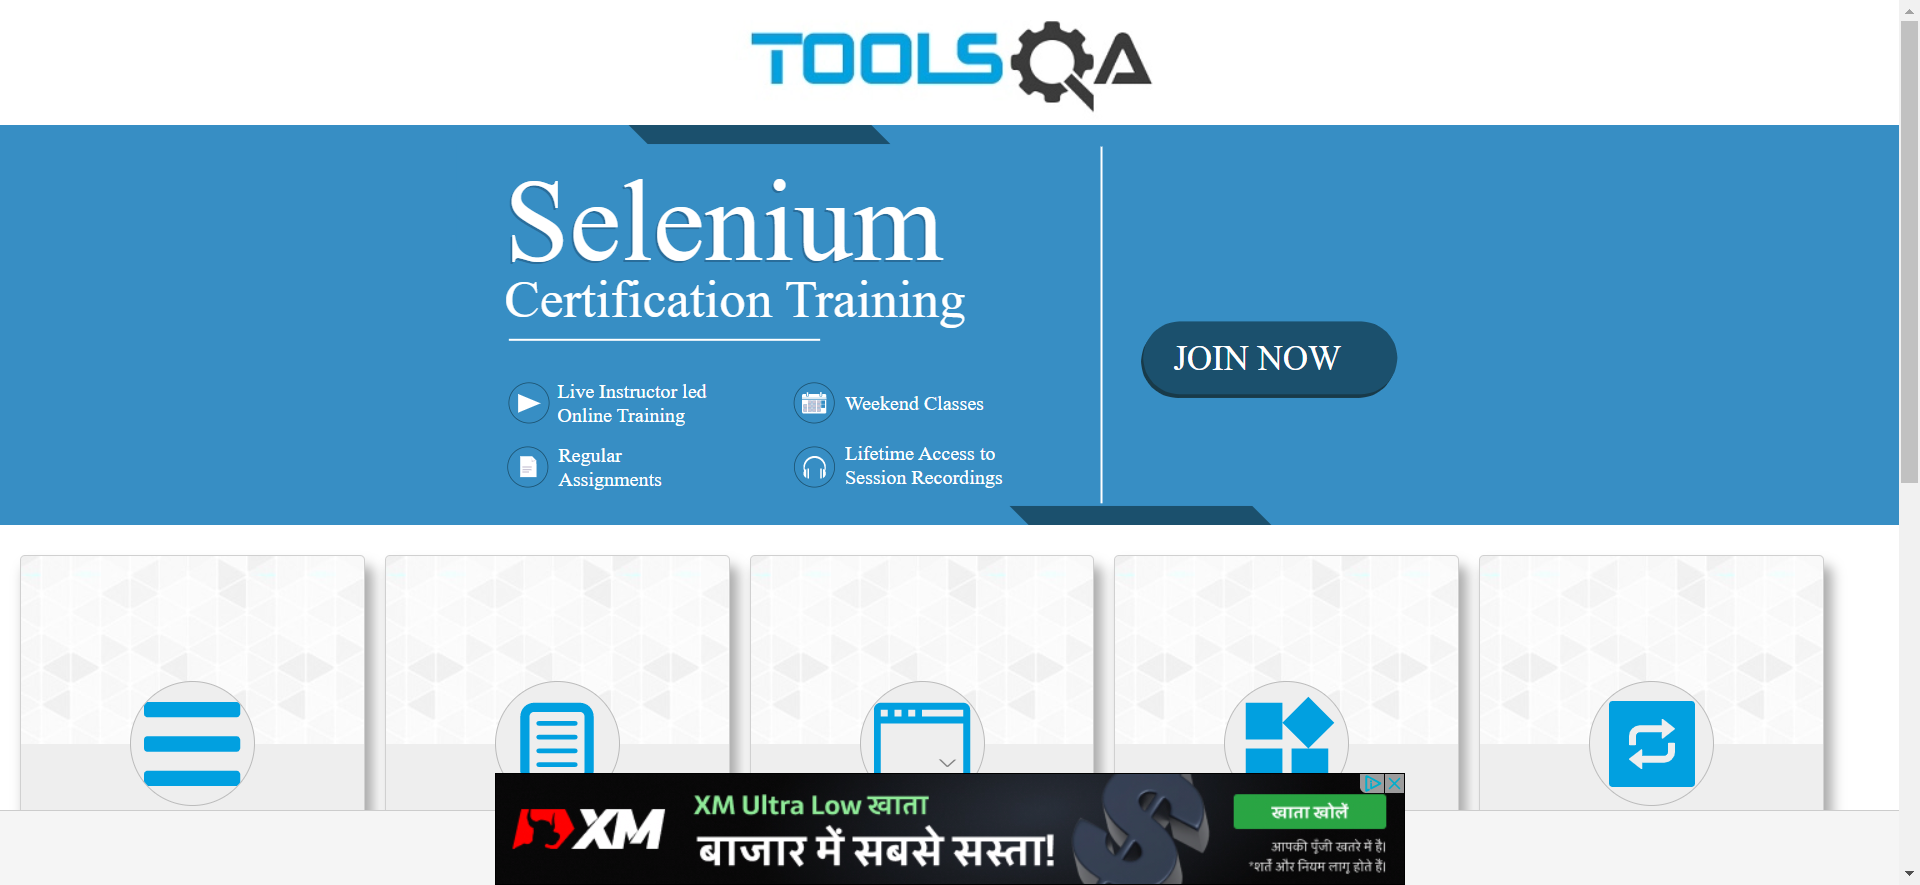 TOOLSQA
Selenium
Certification Training
JOIN NOW
Live Instructor led
Online Training
Weekend Classes
Regular
Assignments
Lifetime Access to
Session Recordings
XM
XM Ultra Low खाता
बाजार में सबसे सस्ता!
खाता खोलें
आपकी पूँजी खतरे में है।
*शर्तें और नियम लागू होते हैं।